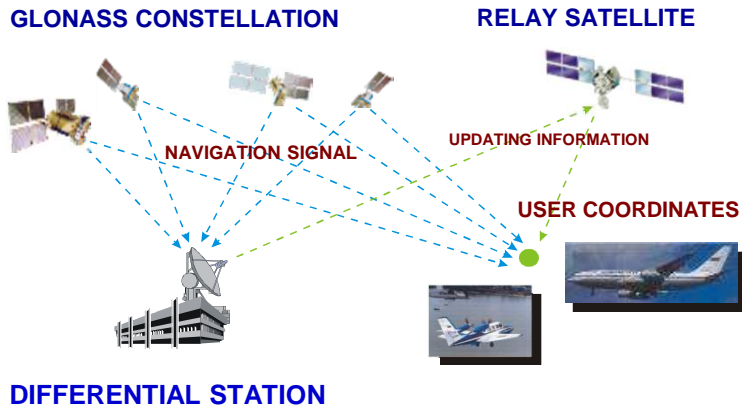 GLONASS CONSTELLATION
RELAY SATELLITE
UPDATING INFORMATION
NAVIGATION SIGNAL
USER COORDINATES
DIFFERENTIAL STATION